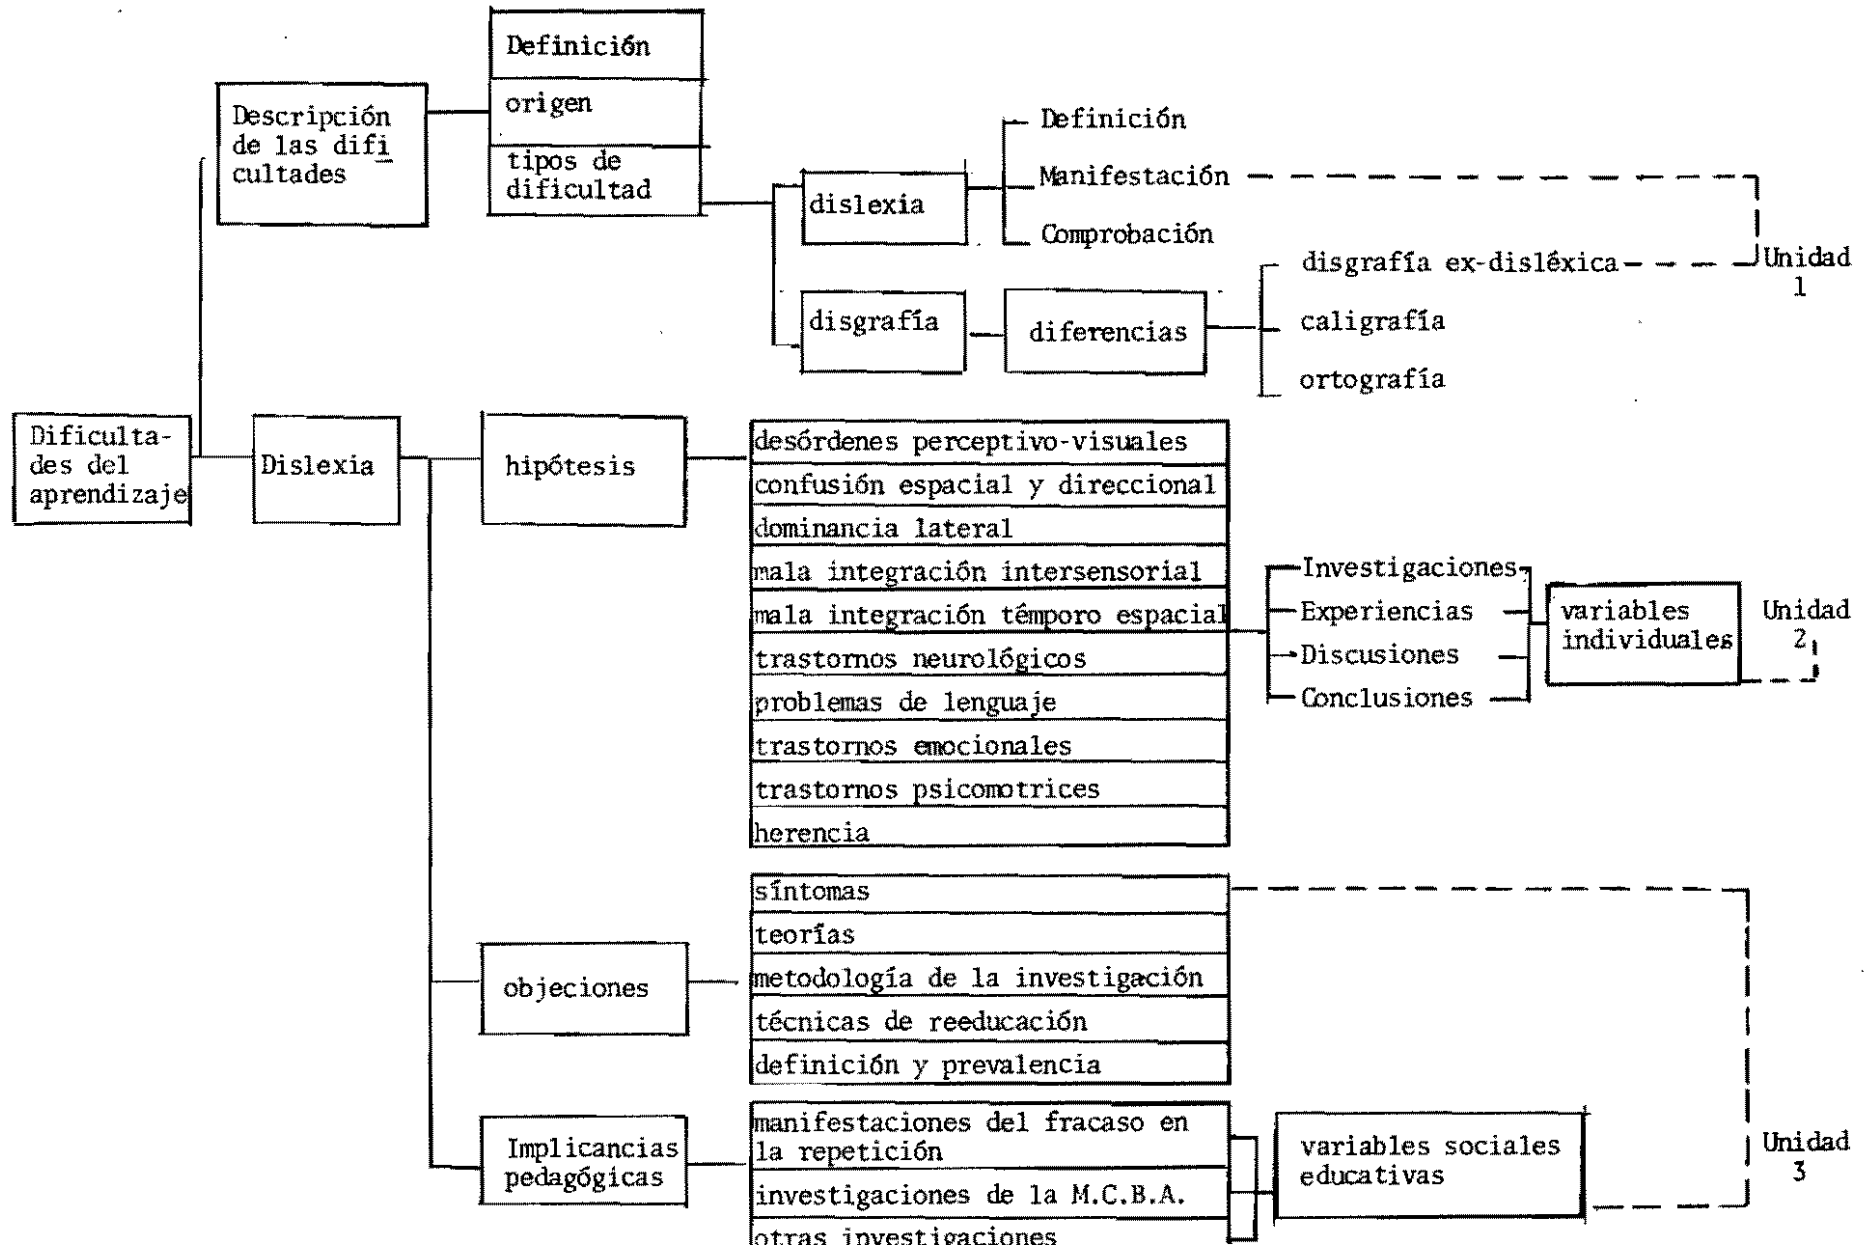 Definición
origen
tipos de
dificultad
Descripción
de las difi
cultades
dislexia
Definición
Manifestación
Comprobación
disgrafía
diferencias
disgrafía ex-disléxica
caligrafía
ortografía
Unidad
1
Dificulta-
des del
aprendizaje
Dislexia
hipótesis
desórdenes perceptivo-visuales
confusión espacial y direccional
dominancia lateral
mala integración intersensorial
mala integración témporo espacial
trastornos neurológicos
problemas de lenguaje
trastornos emocionales
trastornos psicomotrices
herencia
Investigaciones
Experiencias
Discusiones
Conclusiones
variables
individuales
Unidad
2
objeciones
síntomas
teorías
metodología de la investigación
técnicas de reeducación
definición y prevalencia
Implicancias
pedagógicas
manifestaciones del fracaso en
la repetición
investigaciones de la M.C.B.A.
otras investigaciones
variables sociales
educativas
Unidad
3